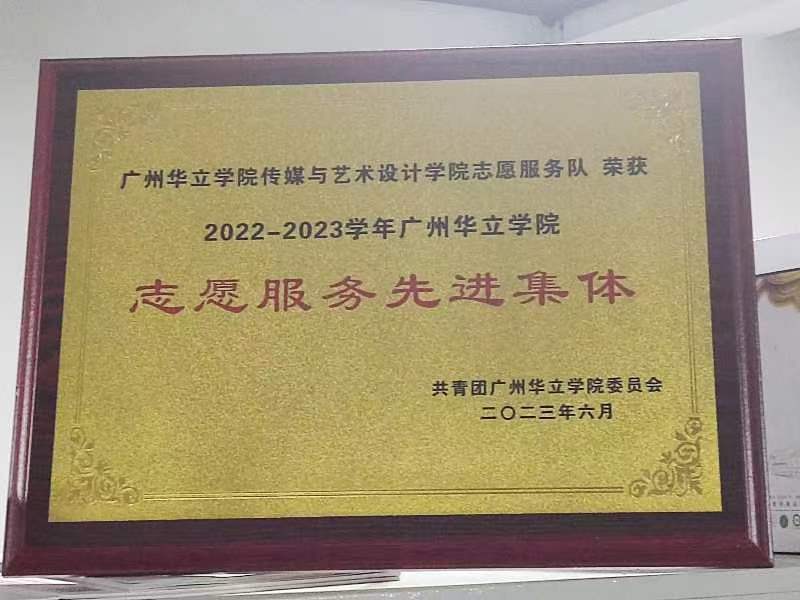 广州华立学院传媒与艺术设计学院志愿服务队 荣获
2022-2023学年广州华立学院
志愿服务先进集体
共青团广州华立学院委员会
二〇二三年六月